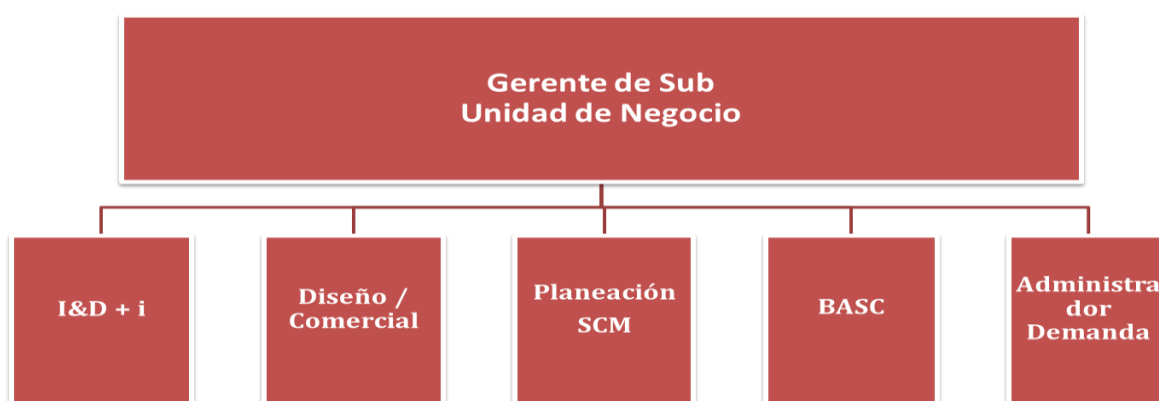 Gerente de Sub
Unidad de Negocio
I&D + i
Diseño /
Comercial
Planeación
SCM
BASC
Administra
dor
Demanda